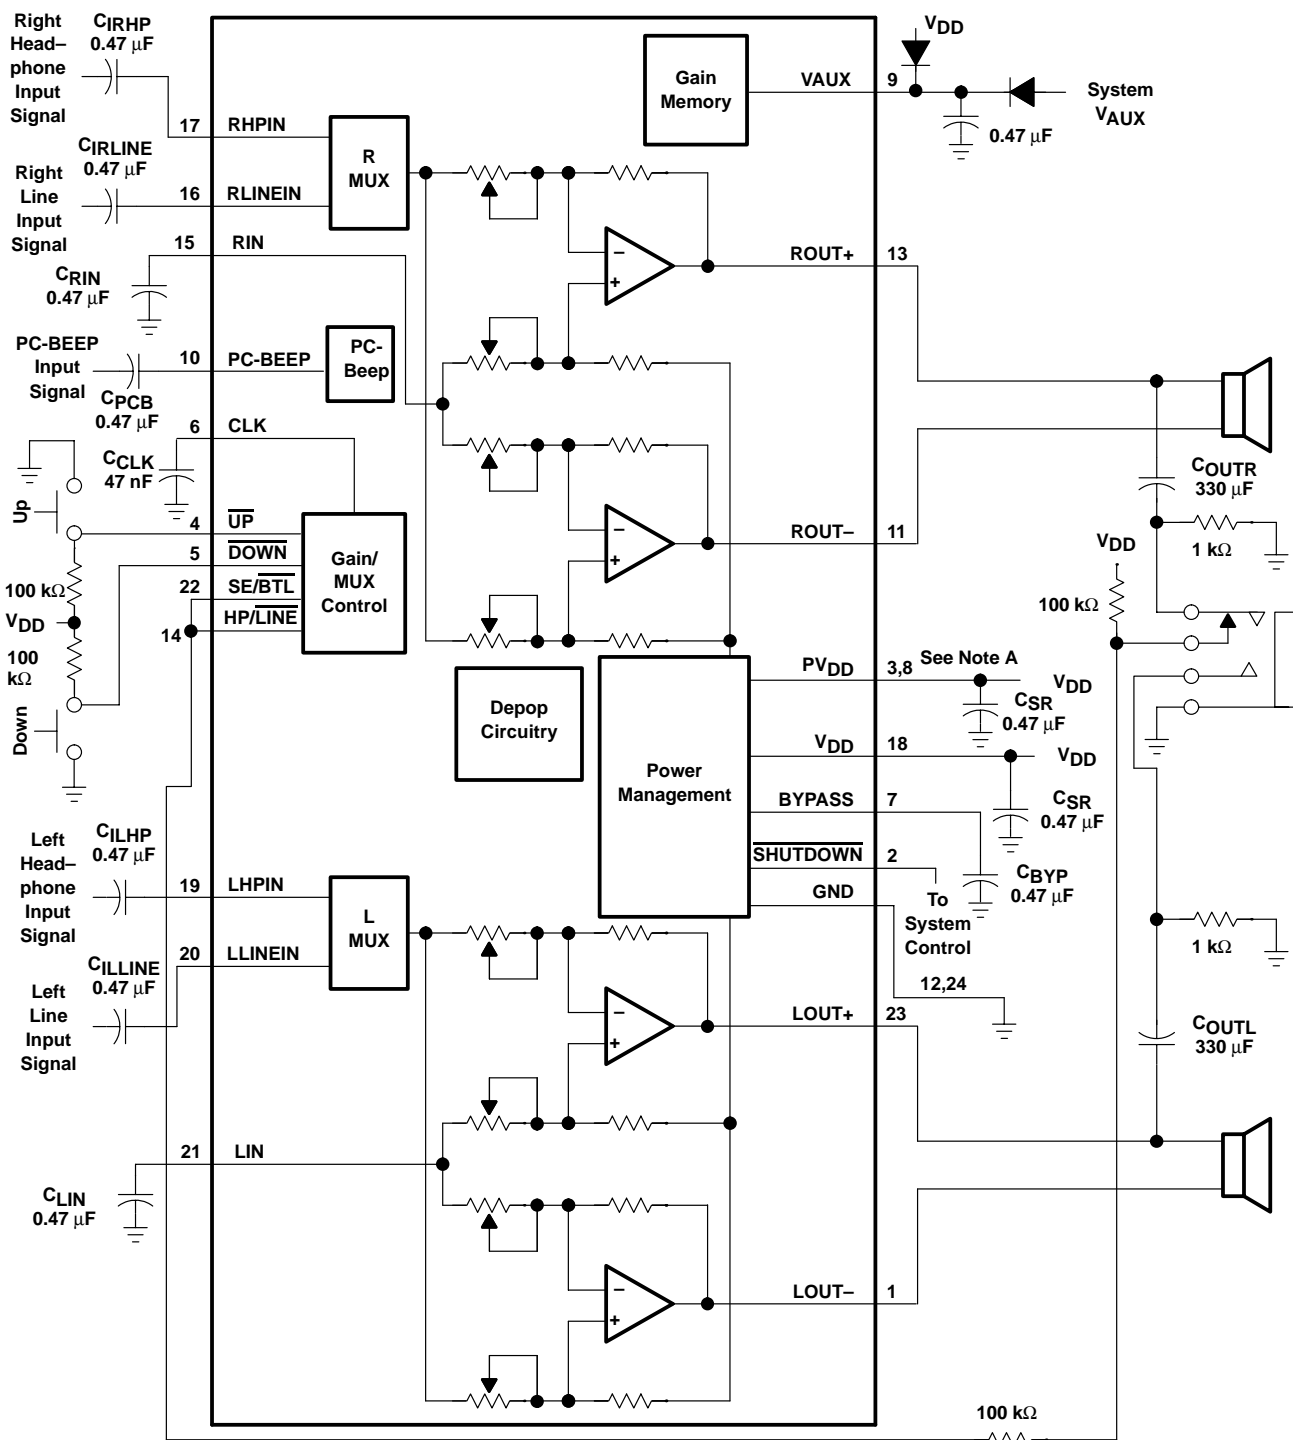 Right
Head–
phone
Input
Signal
CIRHP
0.47 µF
17
RHPIN
CIRLINE
0.47 µF
Right
Line
Input
Signal
16
RLINEIN
R
MUX
15
RIN
CRIN
0.47 µF
PC-BEEP
Input
Signal
10
PC-BEEP
PC-
Beep
CPCB
0.47 µF
6
CLK
CCLK
47 nF
Up
4
UP
5
DOWN
22
SE/BTL
14
HP/LINE
Gain/
MUX
Control
100 kΩ
VDD
100
kΩ
Down
Gain
Memory
VAUX
9
VDD
System
VAUX
0.47 µF
–
+
ROUT+
13
–
+
ROUT–
11
COUTR
330 µF
1 kΩ
VDD
100 kΩ
Depop
Circuitry
Power
Management
PVDD
3,8
See Note A
VDD
CSR
0.47 µF
VDD
18
VDD
CSR
0.47 µF
BYPASS
7
CBYP
0.47 µF
SHUTDOWN
2
To
System
Control
GND
12,24
Left
Head–
phone
Input
Signal
CILHP
0.47 µF
19
LHPIN
CILLINE
0.47 µF
20
LLINEIN
Left
Line
Input
Signal
L
MUX
–
+
LOUT+
23
1 kΩ
COUTL
330 µF
21
LIN
CLIN
0.47 µF
–
+
LOUT–
1
100 kΩ